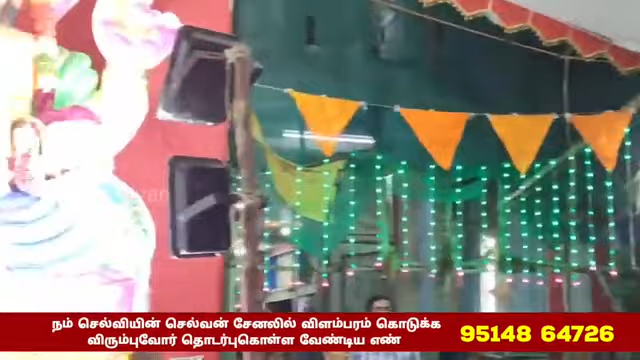 நம் செல்வியின் செல்வன் சேனலில் விளம்பரம் கொடுக்க
விரும்புவோர் தொடர்புகொள்ள வேண்டிய எண்
95148 64726